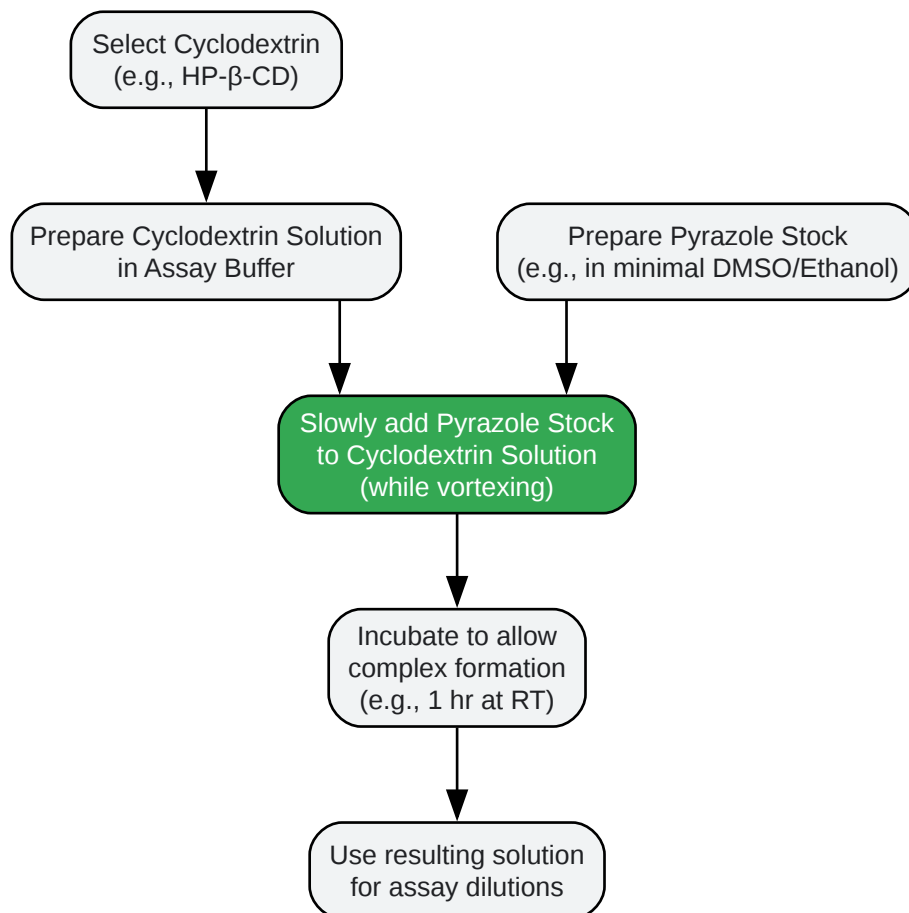 Select Cyclodextrin
(e.g., HP-β-CD)
Prepare Cyclodextrin Solution
in Assay Buffer
Prepare Pyrazole Stock
(e.g., in minimal DMSO/Ethanol)
Slowly add Pyrazole Stock
to Cyclodextrin Solution
(while vortexing)
Incubate to allow
complex formation
(e.g., 1 hr at RT)
Use resulting solution
for assay dilutions